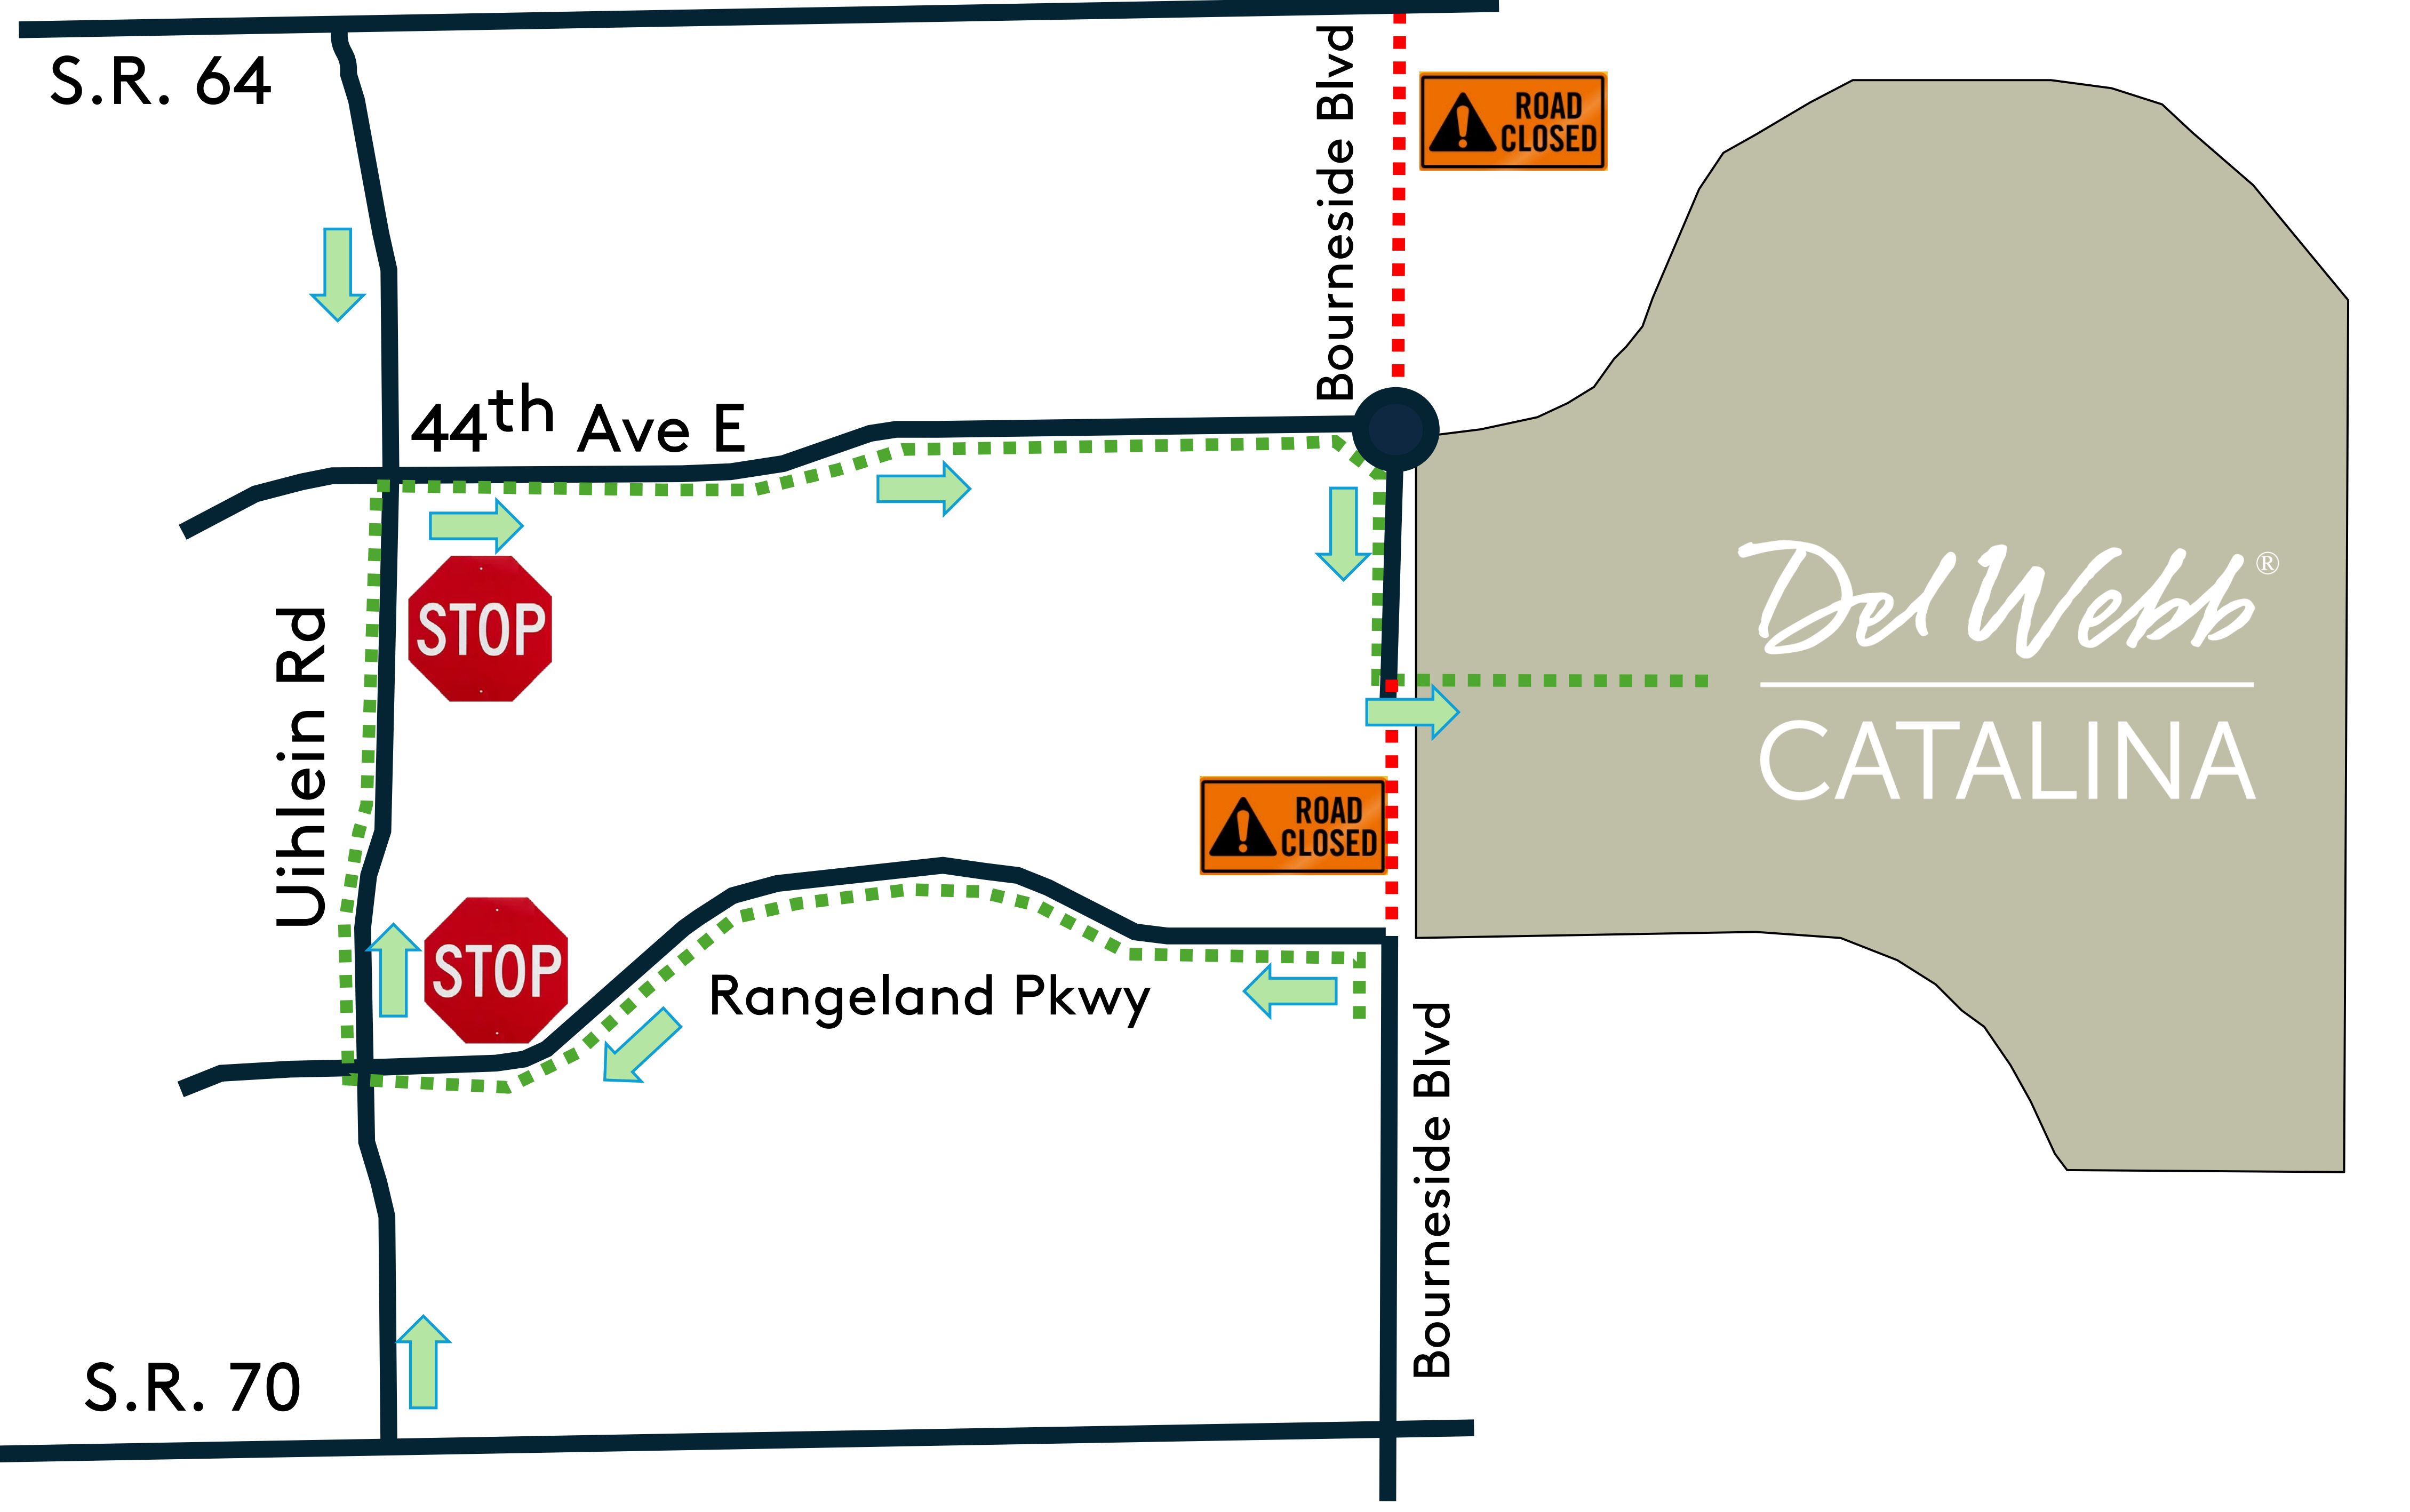 S.R. 64
Bourneside Blvd
ROAD
CLOSED
44th Ave E
STOP
Uihlein Rd
Del Webb®
CATALINA
ROAD
CLOSED
STOP
Rangeland Pkwy
Bourneside Blvd
S.R. 70